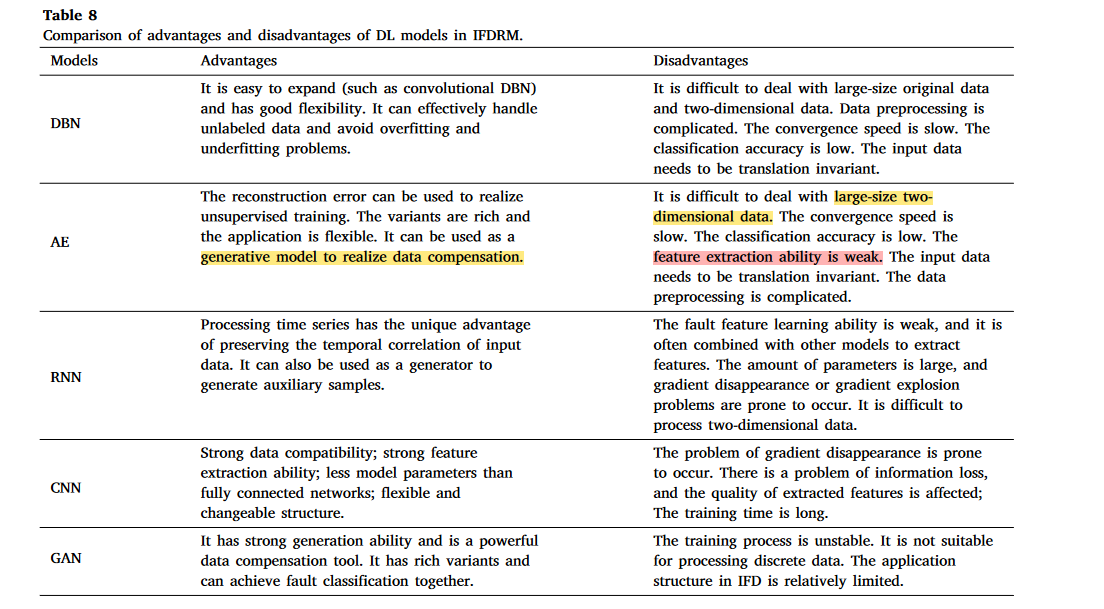 Table 8
Comparison of advantages and disadvantages of DL models in IFDRM.
Models Advantages Disadvantages
DBN
It is easy to expand (such as convolutional DBN)
and has good flexibility. It can effectively handle
unlabeled data and avoid overfitting and
underfitting problems.
It is difficult to deal with large-size original data
and two-dimensional data. Data preprocessing is
complicated. The convergence speed is slow. The
classification accuracy is low. The input data
needs to be translation invariant.
AE
The reconstruction error can be used to realize
unsupervised training. The variants are rich and
the application is flexible. It can be used as a
generative model to realize data compensation.
It is difficult to deal with large-size two-
dimensional data. The convergence speed is
slow. The classification accuracy is low. The
feature extraction ability is weak. The input data
needs to be translation invariant. The data
preprocessing is complicated.
RNN
Processing time series has the unique advantage
of preserving the temporal correlation of input
data. It can also be used as a generator to
generate auxiliary samples.
The fault feature learning ability is weak, and it is
often combined with other models to extract
features. The amount of parameters is large, and
gradient disappearance or gradient explosion
problems are prone to occur. It is difficult to
process two-dimensional data.
CNN
Strong data compatibility; strong feature
extraction ability; less model parameters than
fully connected networks; flexible and
changeable structure.
The problem of gradient disappearance is prone
to occur. There is a problem of information loss,
and the quality of extracted features is affected;
The training time is long.
GAN
It has strong generation ability and is a powerful
data compensation tool. It has rich variants and
can achieve fault classification together.
The training process is unstable. It is not suitable
for processing discrete data. The application
structure in IFD is relatively limited.